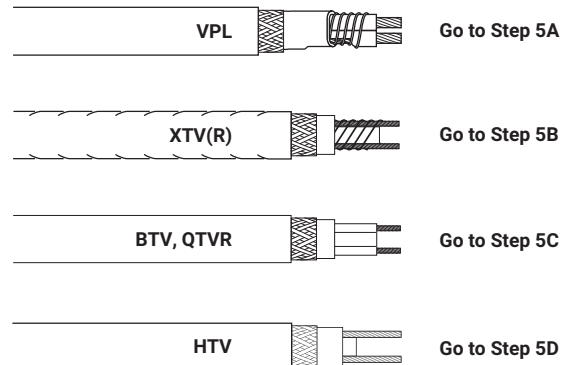 VPL Go to Step 5A
XTV(R) Go to Step 5B
BTV, QTVR Go to Step 5C
HTV Go to Step 5D